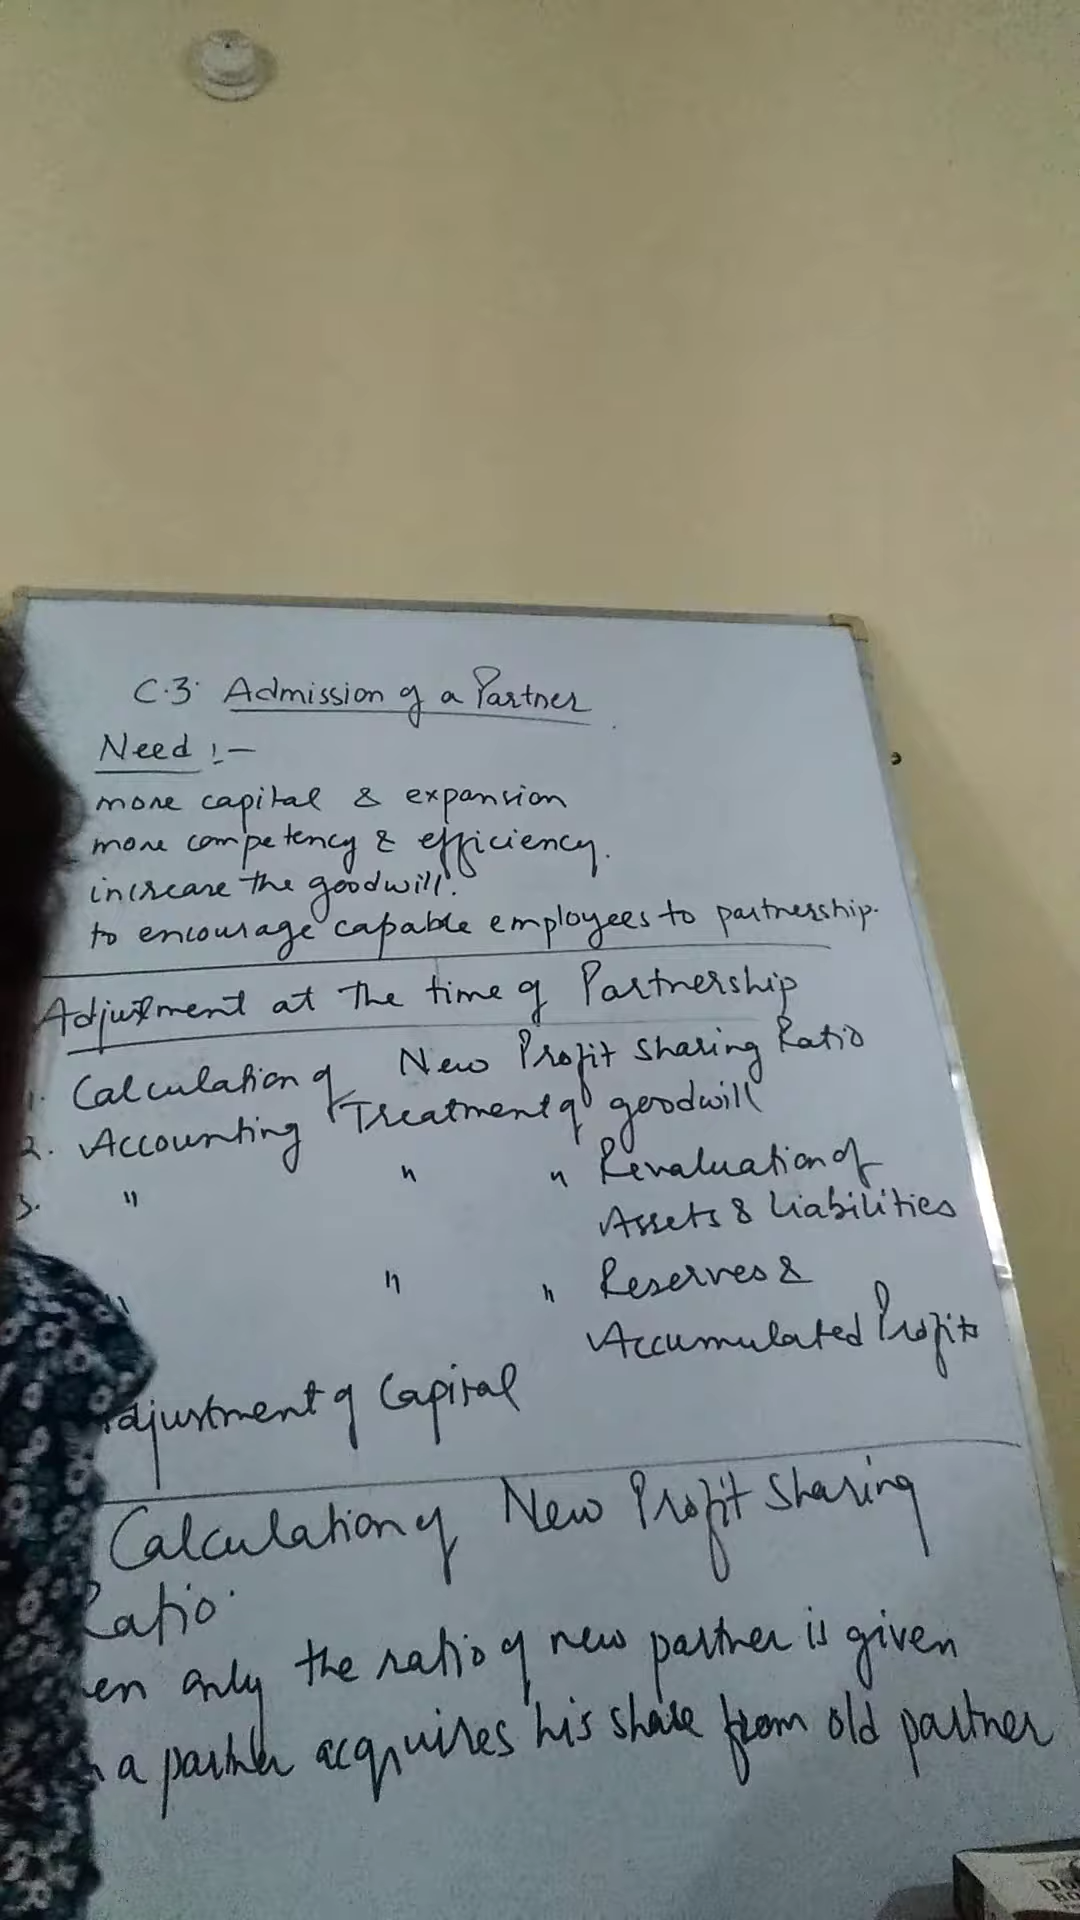 C.3. Admission of a Partner
Need :-
more capital & expansion
more competency & efficiency.
increase the goodwill.
to encourage capable employees to partnership.
Adjustment at the time of Partnership
1. Calculation of New Profit Sharing Ratio
2. Accounting Treatment of goodwill
3. " " " Revaluation of
Assets & Liabilities
" " " Reserves &
Accumulated Profits
Adjustment of Capital
Calculation of New Profit Sharing
Ratio.
only the ratio of new partner is given
a partner acquires his share from old partner